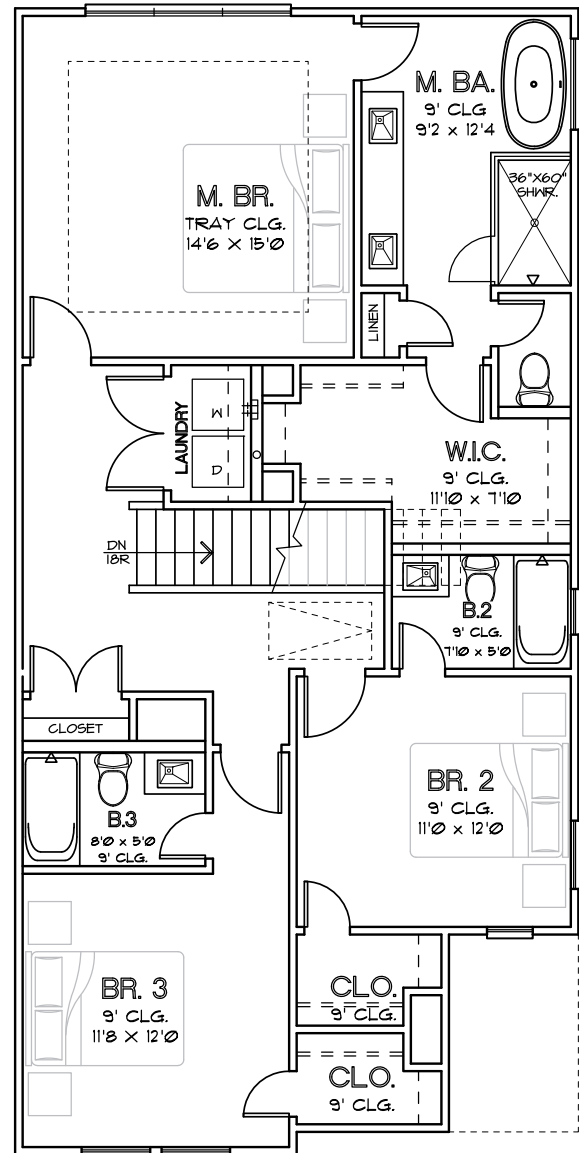 M. BR.
TRAY CLG.
14'6 X 15'0
M. BA.
9' CLG
9'2 x 12'4
36"X60"
SHWR.
LINEN
LAUNDRY
W
D
W.I.C.
9' CLG.
11'10 x 7'10
DN
18R
B.2
9' CLG.
7'10 x 5'0
CLOSET
B.3
8'0 x 5'0
9' CLG.
BR. 2
9' CLG.
11'0 x 12'0
BR. 3
9' CLG.
11'8 X 12'0
CLO.
9' CLG.
CLO.
9' CLG.